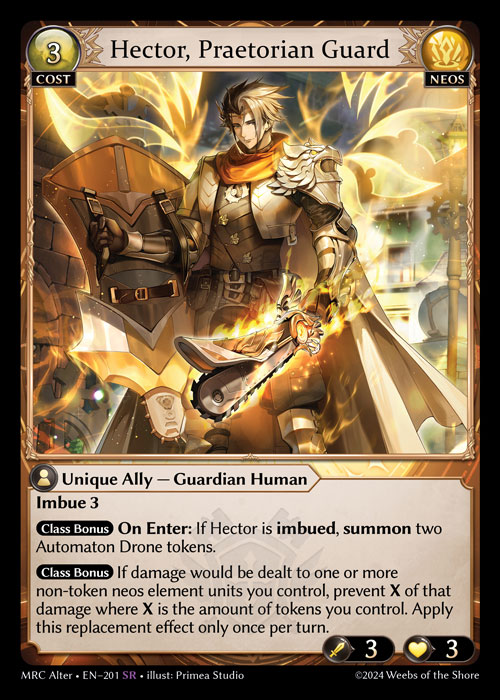 3
COST
Hector, Praetorian Guard
NEOS
Unique Ally — Guardian Human
Imbue 3
Class Bonus On Enter: If Hector is imbued, summon two
Automaton Drone tokens.
Class Bonus If damage would be dealt to one or more
non-token neos element units you control, prevent X of that
damage where X is the amount of tokens you control. Apply
this replacement effect only once per turn.
3
3
MRC Alter • EN-201 SR • illust: Primea Studio
©2024 Weebs of the Shore